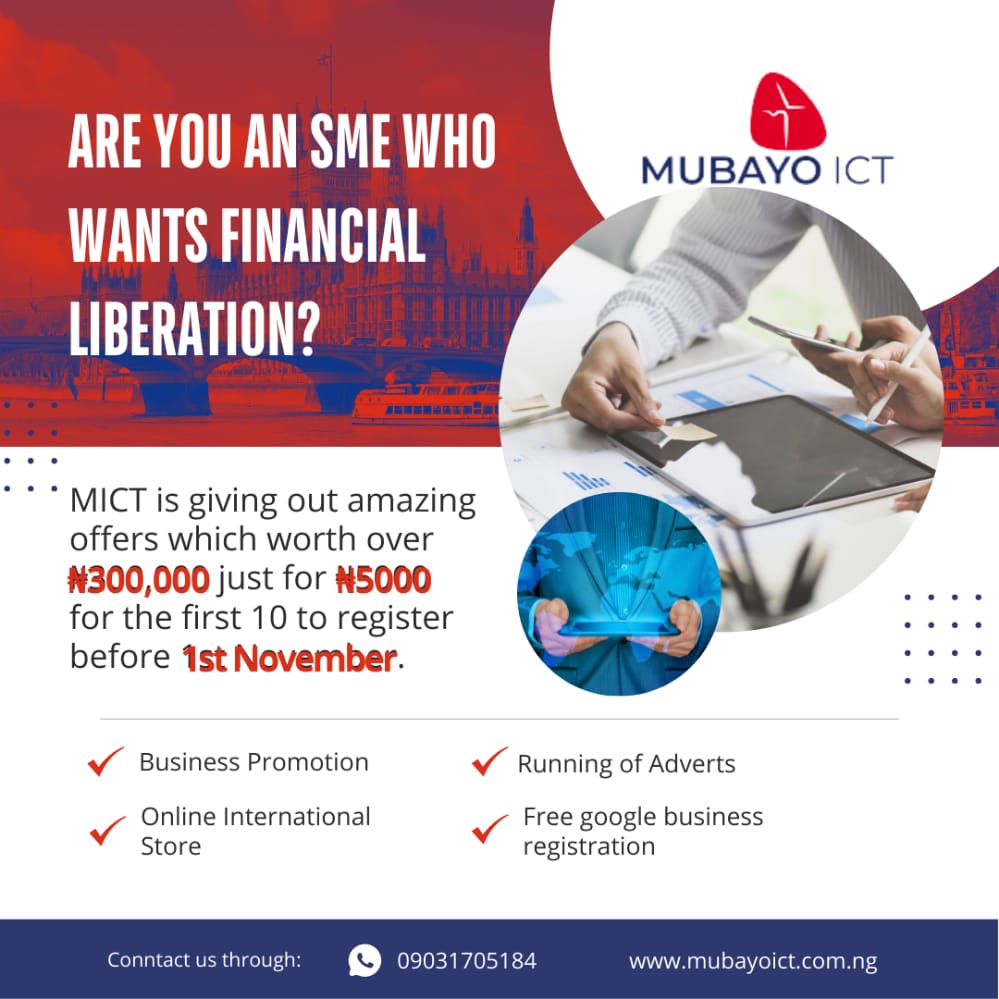 ARE YOU AN SME WHO
WANTS FINANCIAL
LIBERATION?
MUBAYO ICT
MICT is giving out amazing
offers which worth over
₦300,000 just for ₦5000
for the first 10 to register
before 1st November.
Business Promotion
Running of Adverts
Online International
Store
Free google business
registration
Conntact us through:
09031705184
www.mubayoict.com.ng